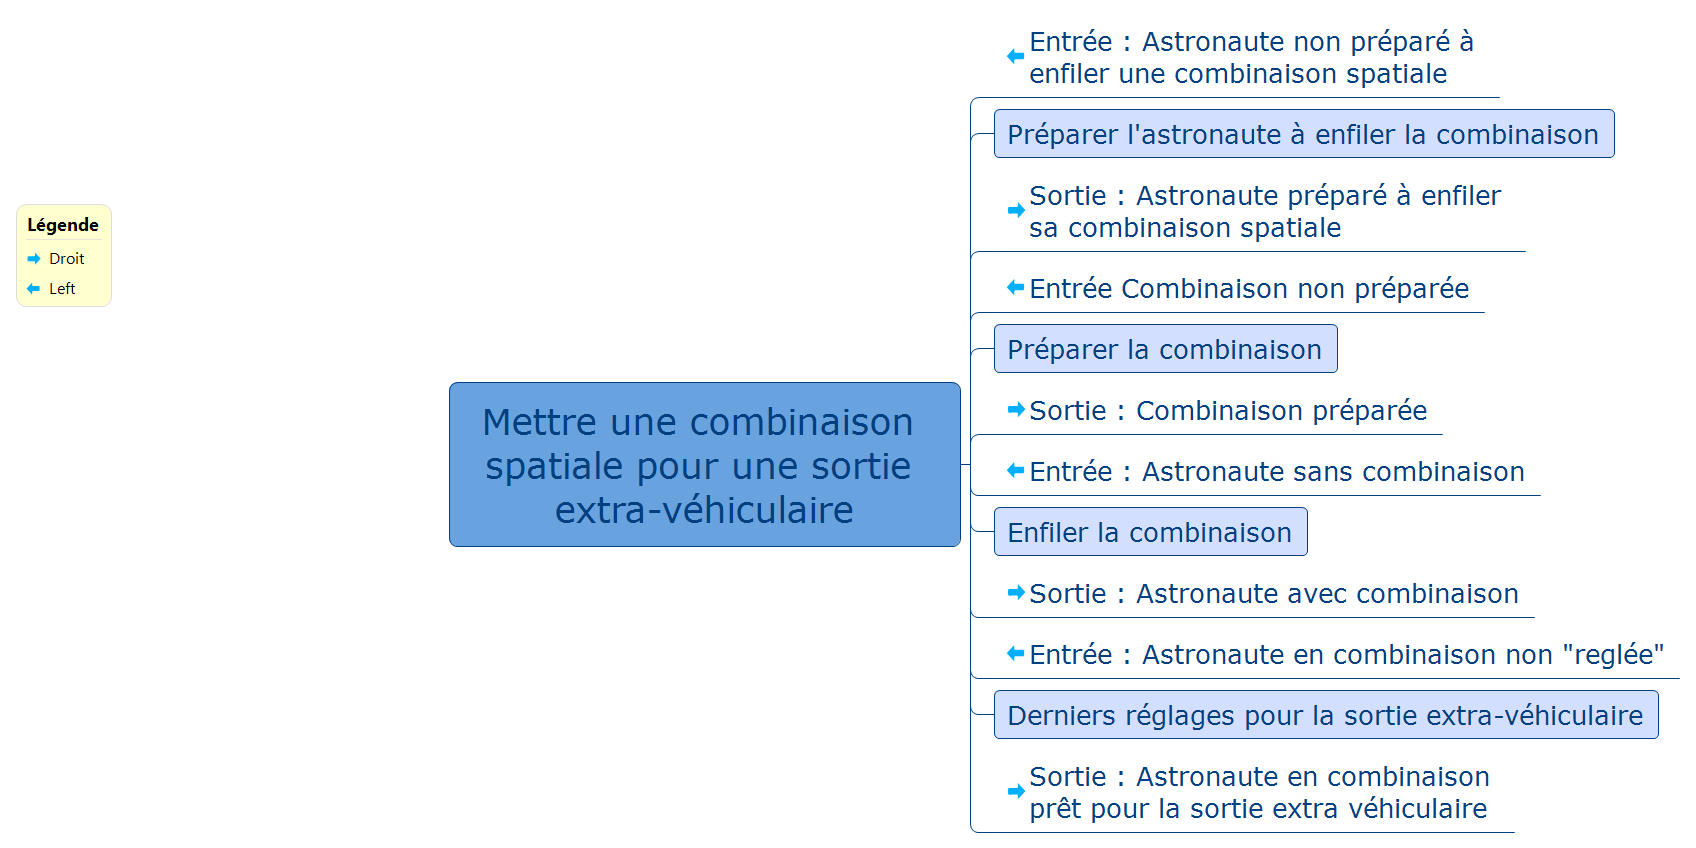 Légende
Droit
Left
Mettre une combinaison
spatiale pour une sortie
extra-véhiculaire
Entrée : Astronaute non préparé à
enfiler une combinaison spatiale
Préparer l'astronaute à enfiler la combinaison
Sortie : Astronaute préparé à enfiler
sa combinaison spatiale
Entrée Combinaison non préparée
Préparer la combinaison
Sortie : Combinaison préparée
Entrée : Astronaute sans combinaison
Enfiler la combinaison
Sortie : Astronaute avec combinaison
Entrée : Astronaute en combinaison non "reglée"
Derniers réglages pour la sortie extra-véhiculaire
Sortie : Astronaute en combinaison
prêt pour la sortie extra véhiculaire